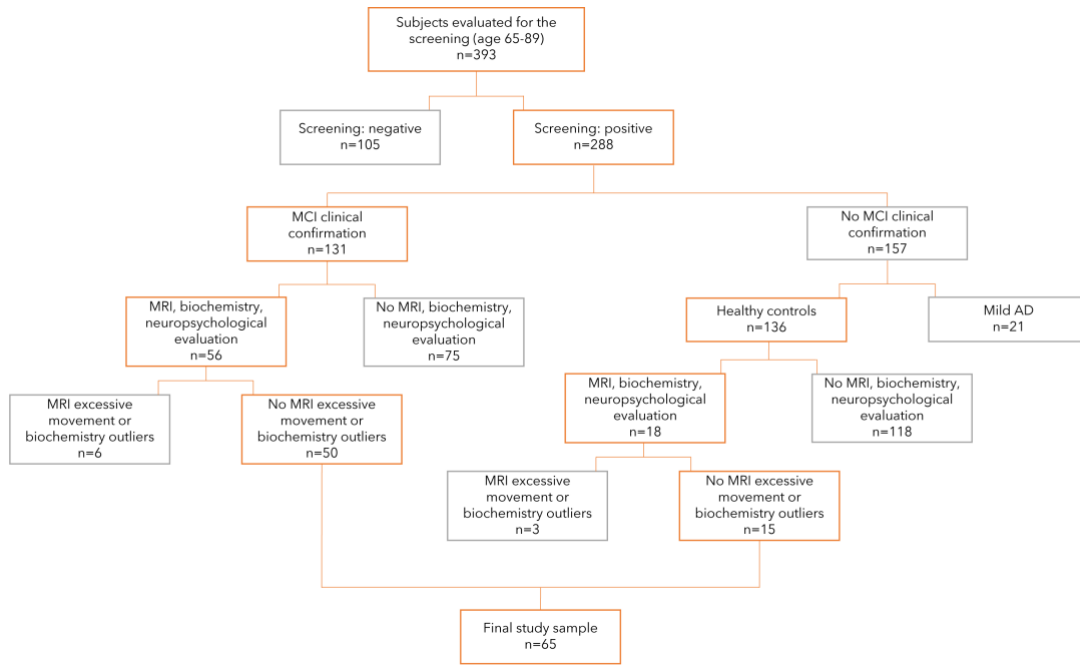 Subjects evaluated for the
screening (age 65-89)
n=393
Screening: negative
n=105
Screening: positive
n=288
MCI clinical
confirmation
n=131
No MCI clinical
confirmation
n=157
MRI, biochemistry,
neuropsychological
evaluation
n=56
No MRI, biochemistry,
neuropsychological
evaluation
n=75
Healthy controls
n=136
Mild AD
n=21
MRI excessive
movement or
biochemistry outliers
n=6
No MRI excessive
movement or
biochemistry outliers
n=50
MRI, biochemistry,
neuropsychological
evaluation
n=18
No MRI, biochemistry,
neuropsychological
evaluation
n=118
MRI excessive
movement or
biochemistry outliers
n=3
No MRI excessive
movement or
biochemistry outliers
n=15
Final study sample
n=65